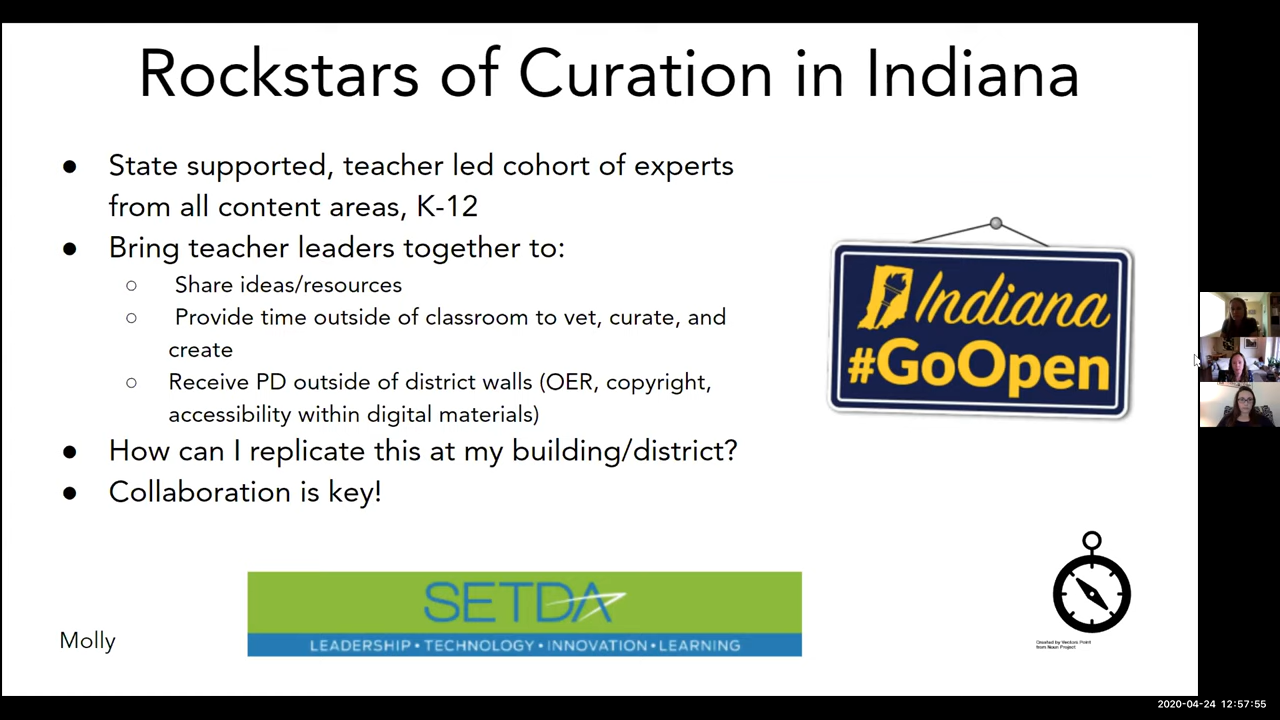 Rockstars of Curation in Indiana
● State supported, teacher led cohort of experts
from all content areas, K-12
● Bring teacher leaders together to:
○ Share ideas/resources
○ Provide time outside of classroom to vet, curate, and
create
○ Receive PD outside of district walls (OER, copyright,
accessibility within digital materials)
● How can I replicate this at my building/district?
● Collaboration is key!
Indiana
#GoOpen
SETDA
LEADERSHIP • TECHNOLOGY • INNOVATION • LEARNING
Molly
Created by Vectors Point
from Noun Project
2020-04-24 12:57:55